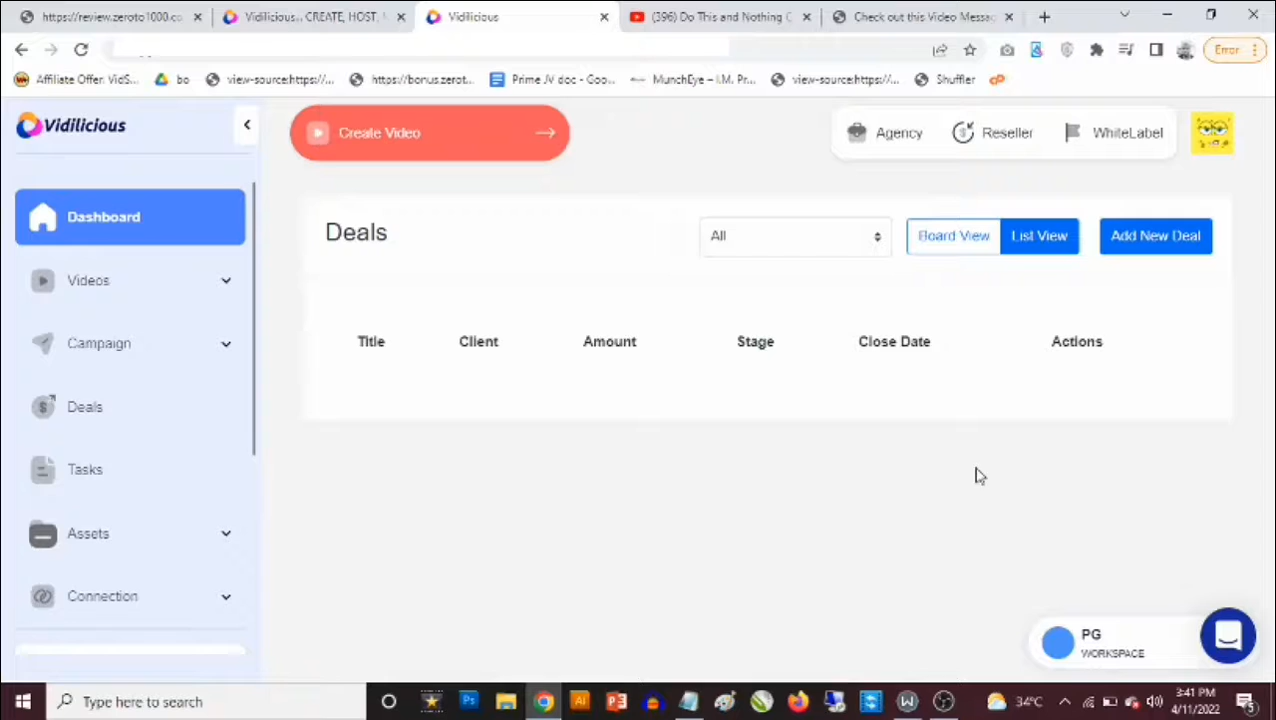 https://review.zeroto1000.co
Vidilicious... CREATE, HOST,
Vidilicious
(396) Do This and Nothing
Check out this Video Messa
Error
Affiliate Offer: VidS...
bo
view-source:https://...
https://bonus.zerot...
Prime JV doc - Goo...
MunchEye – I.M. Pr...
view-source:https://...
Shuffler
Vidilicious
Create Video
Agency
Reseller
WhiteLabel
Dashboard
Videos
Campaign
Deals
Tasks
Assets
Connection
Deals
All
Board View
List View
Add New Deal
Title
Client
Amount
Stage
Close Date
Actions
PG
WORKSPACE
Type here to search
34°C
3:41 PM
4/11/2022
5